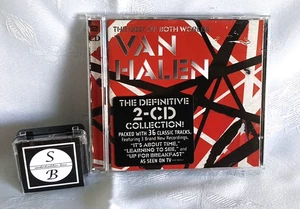 THE BEST OF BOTH WORLDS
VAN
HALEN
THE DEFINITIVE
2-CD
COLLECTION!
PACKED WITH 36 CLASSIC TRACKS,
Featuring 3 Brand New Recordings,
"IT'S ABOUT TIME,"
"LEARNING TO SEE," and
"UP FOR BREAKFAST"
AS SEEN ON TV
S
B